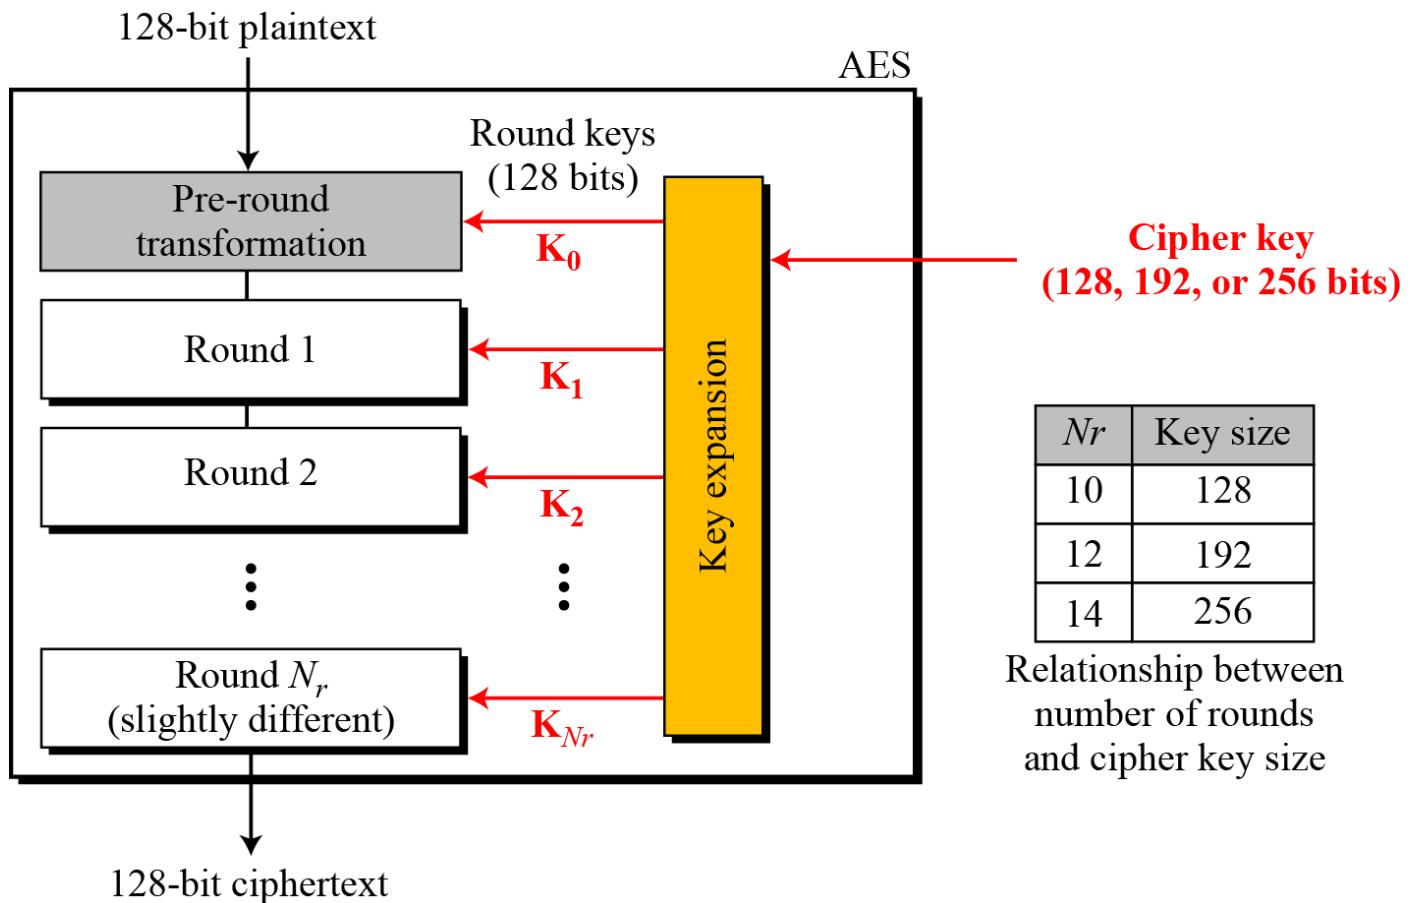 128-bit plaintext
AES
Round keys
(128 bits)
Pre-round
transformation
K0
Cipher key
(128, 192, or 256 bits)
Round 1
K1
Key expansion
Round 2
K2
Nr Key size
10 128
12 192
14 256
Relationship between
number of rounds
and cipher key size
Round Nr
(slightly different)
KNr
128-bit ciphertext